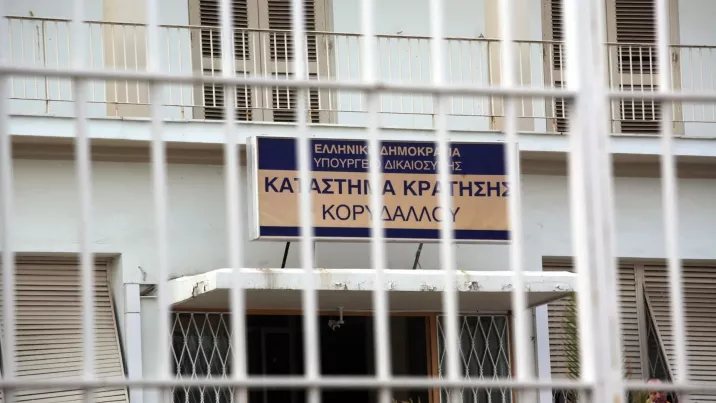 ΕΛΛΗΝΙΚΗ ΔΗΜΟΚΡΑΤΙΑ
ΥΠΟΥΡΓΕΙΟ ΔΙΚΑΙΟΣΥΝΗΣ
ΚΑΤΑΣΤΗΜΑ ΚΡΑΤΗΣΗΣ
ΚΟΡΥΔΑΛΛΟΥ